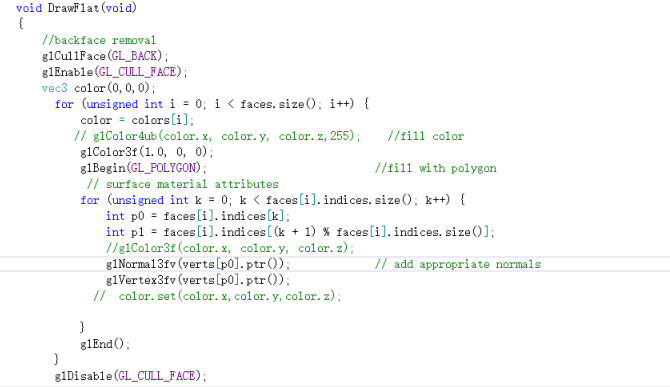 void DrawFlat(void)
{
//backface removal
glCullFace(GL_BACK);
glEnable(GL_CULL_FACE);
vec3 color(0,0,0);
for (unsigned int i = 0; i < faces.size(); i++) {
color = colors[i];
// glColor4ub(color.x, color.y, color.z,255);    //fill color
glColor3f(1.0, 0, 0);
glBegin(GL_POLYGON);    //fill with polygon
// surface material attributes
for (unsigned int k = 0; k < faces[i].indices.size(); k++) {
int p0 = faces[i].indices[k];
int p1 = faces[i].indices[(k + 1) % faces[i].indices.size()];
//glColor3f(color.x, color.y, color.z);
glNormal3fv(verts[p0].ptr());    // add appropriate normals
glVertex3fv(verts[p0].ptr());
//  color.set(color.x,color.y,color.z);
}
glEnd();
}
glDisable(GL_CULL_FACE);